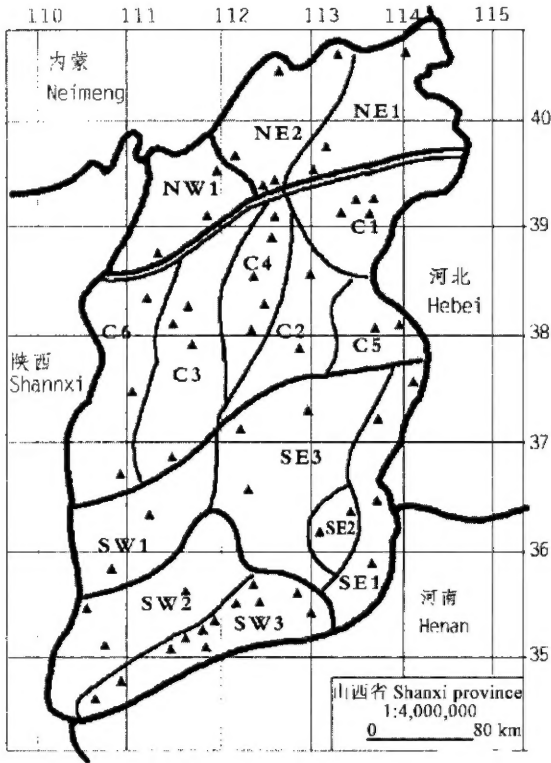 110 111 112 113 114 115
内蒙
Neimeng
40
NE1
NE2
NW1
39
C1
C4
河北
Hebei
C6
38
C2
C5
陕西
Shannxi
C3
37
SE3
SE2
SW1
36
SE1
SW2
河南
Henan
SW3
35
山西省 Shanxi province
1:4,000,000
0 80 km